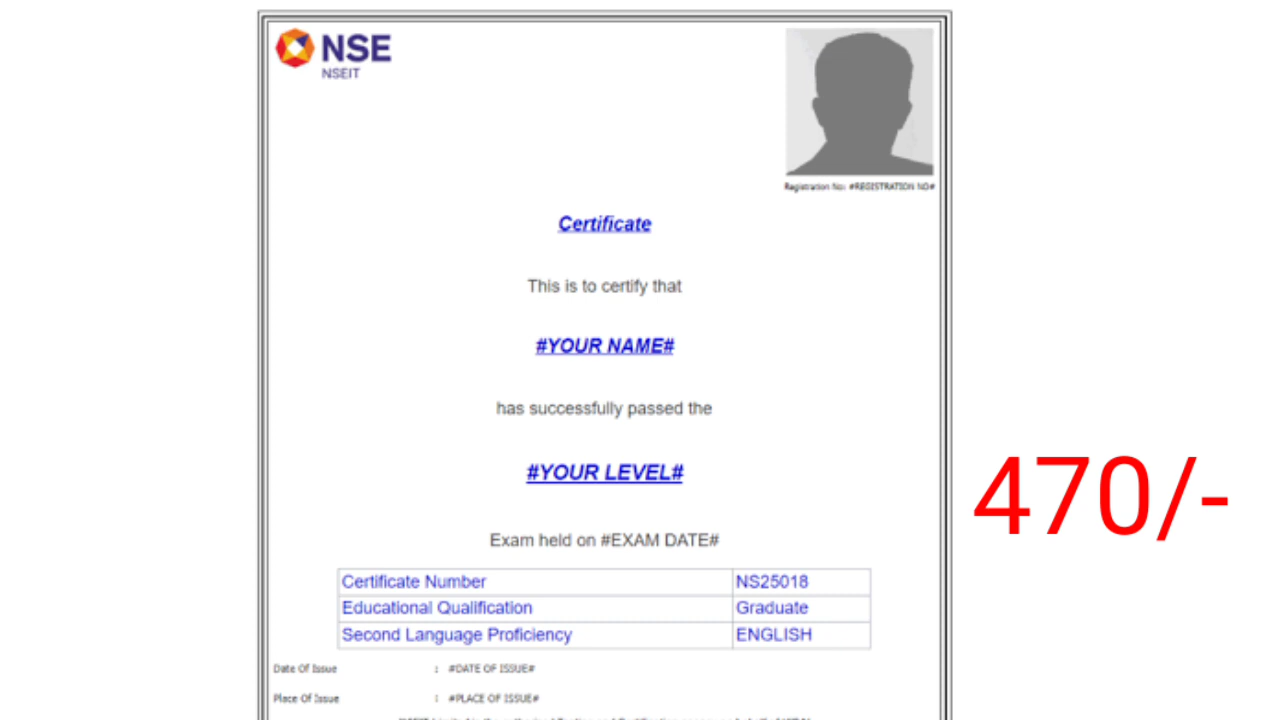 NSE
NSEIT
Registration No: #REGISTRATION NO#
Certificate
This is to certify that
#YOUR NAME#
has successfully passed the
#YOUR LEVEL#
470/-
Exam held on #EXAM DATE#
Certificate Number NS25018
Educational Qualification Graduate
Second Language Proficiency ENGLISH
Date Of Issue : #DATE OF ISSUE#
Place Of Issue : #PLACE OF ISSUE#